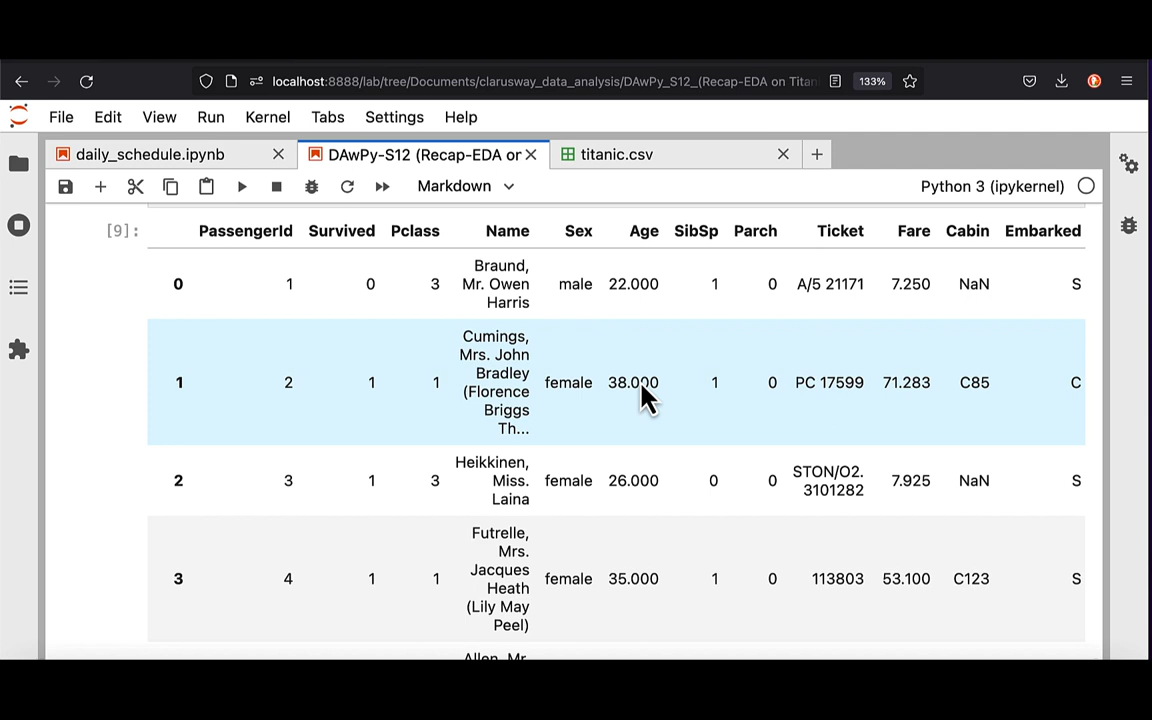 localhost:8888/lab/tree/Documents/clarusway_data_analysis/DAwPy_S12_(Recap-EDA on Titan
133%
File Edit View Run Kernel Tabs Settings Help
daily_schedule.ipynb
DAwPy-S12 (Recap-EDA or
titanic.csv
Markdown
Python 3 (ipykernel)
[9]:
PassengerId Survived Pclass Name Sex Age SibSp Parch Ticket Fare Cabin Embarked
0 1 0 3 Braund, Mr. Owen Harris male 22.000 1 0 A/5 21171 7.250 NaN S
1 2 1 1 Cumings, Mrs. John Bradley (Florence Briggs Th... female 38.000 1 0 PC 17599 71.283 C85 C
2 3 1 3 Heikkinen, Miss. Laina female 26.000 0 0 STON/O2. 3101282 7.925 NaN S
3 4 1 1 Futrelle, Mrs. Jacques Heath (Lily May Peel) female 35.000 1 0 113803 53.100 C123 S
Allen, Mr.